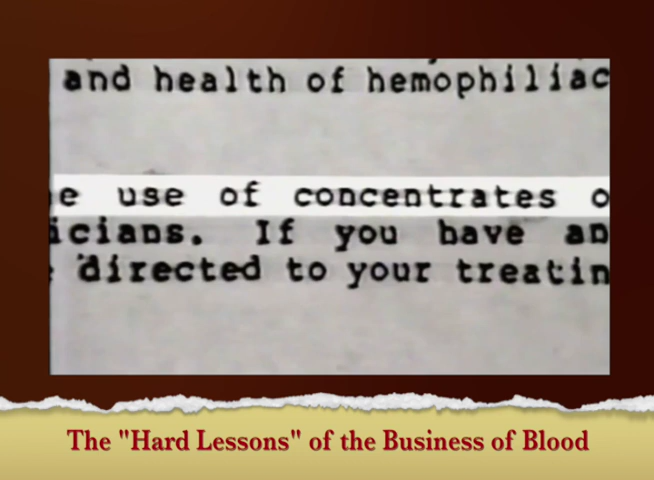 and health of hemophiliac
e use of concentrates o
icians. If you have an
directed to your treatin
The "Hard Lessons" of the Business of Blood